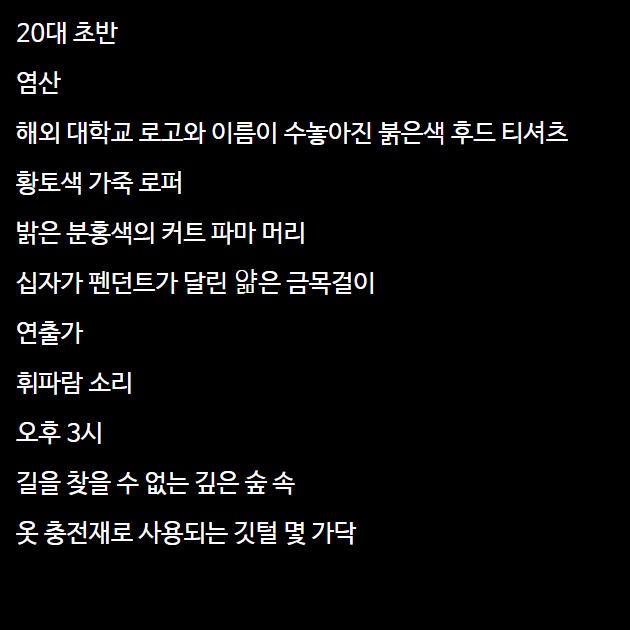 20대 초반
염산
해외 대학교 로고와 이름이 수놓아진 붉은색 후드 티셔츠
황토색 가죽 로퍼
밝은 분홍색의 커트 파마 머리
십자가 펜던트가 달린 얇은 금목걸이
연출가
휘파람 소리
오후 3시
길을 찾을 수 없는 깊은 숲 속
옷 충전재로 사용되는 깃털 몇 가닥